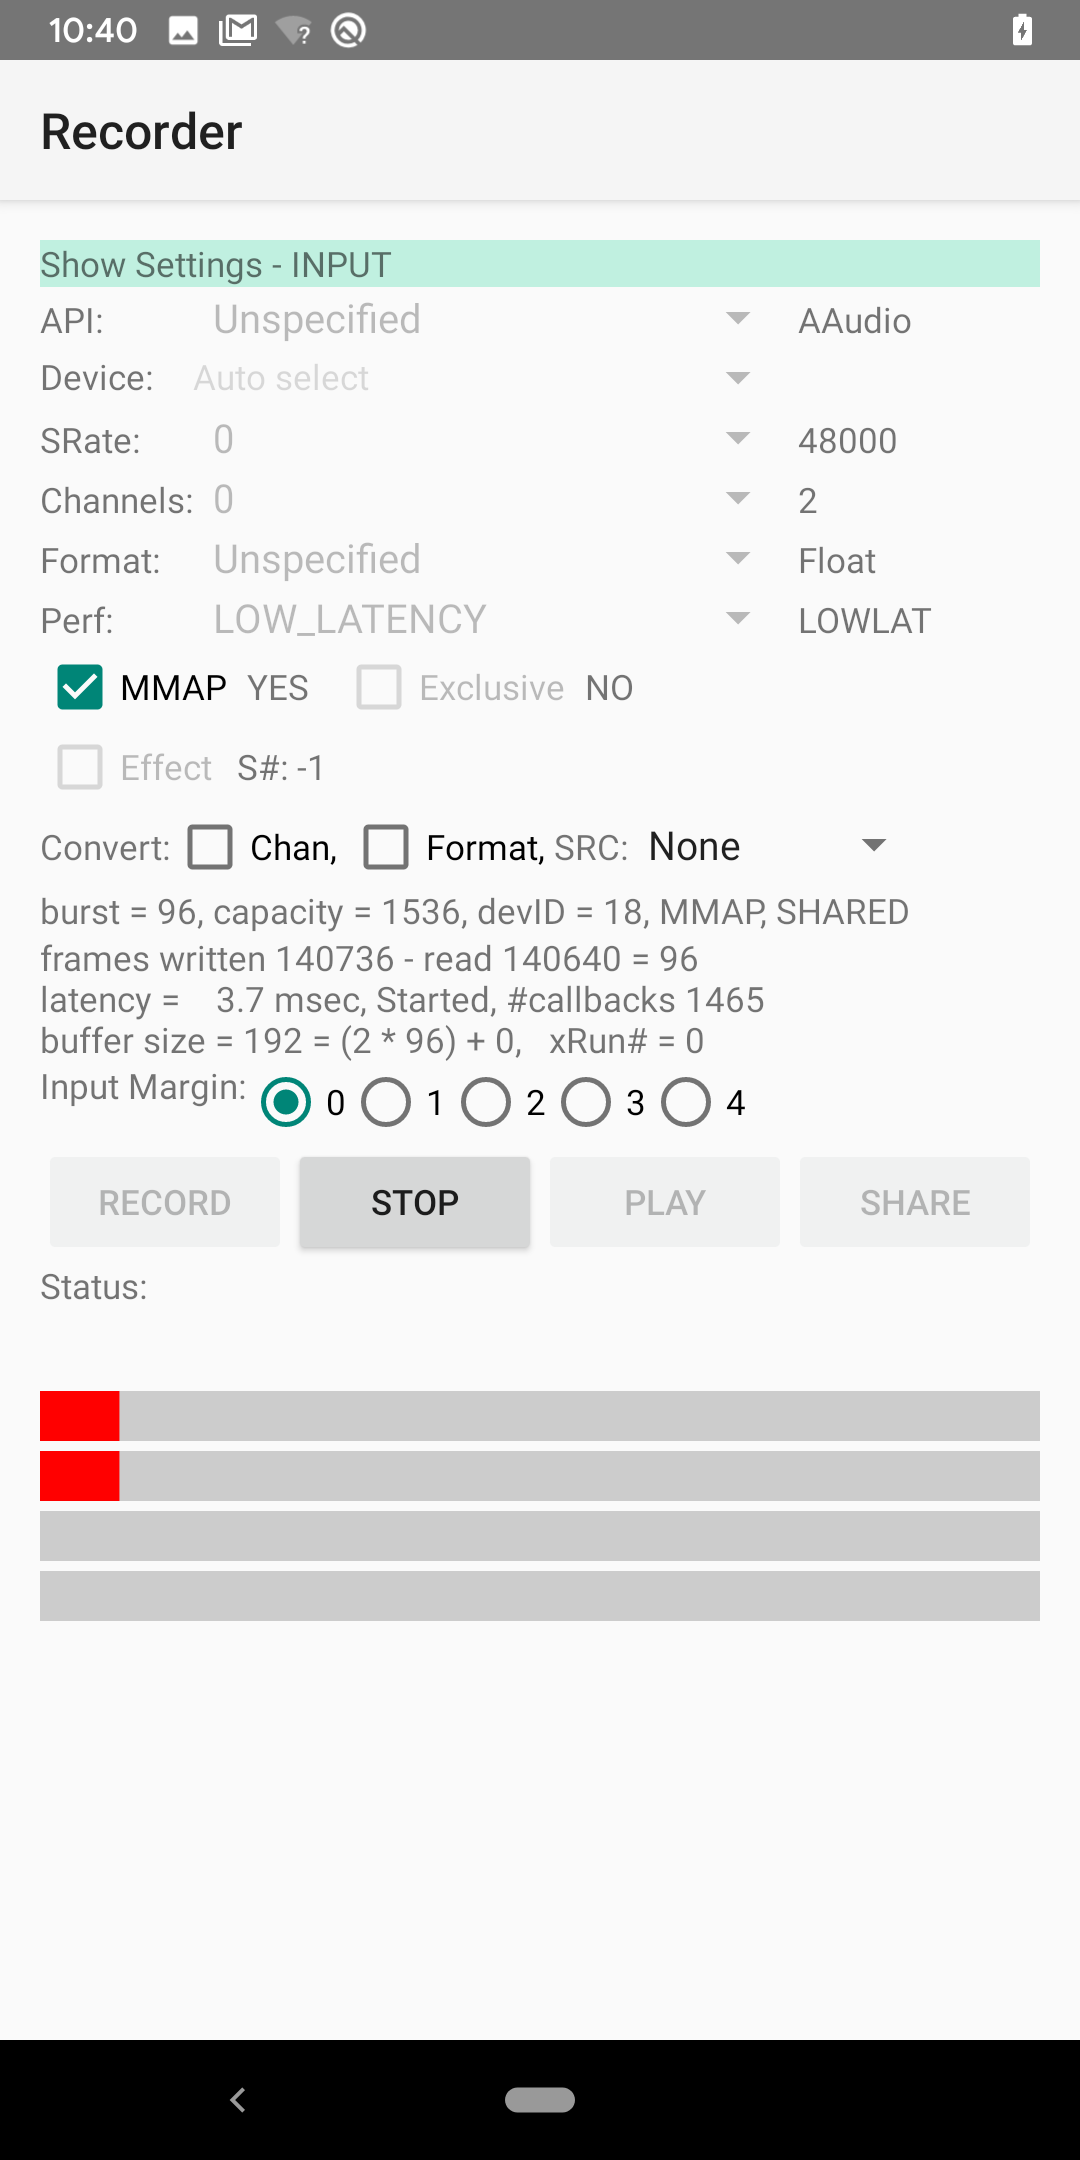 10:40
Recorder
Show Settings - INPUT
API: Unspecified AAudio
Device: Auto select
SRate: 0 48000
Channels: 0 2
Format: Unspecified Float
Perf: LOW_LATENCY LOWLAT
MMAP YES Exclusive NO
Effect S#: -1
Convert: Chan, Format, SRC: None
burst = 96, capacity = 1536, devID = 18, MMAP, SHARED
frames written 140736 - read 140640 = 96
latency = 3.7 msec, Started, #callbacks 1465
buffer size = 192 = (2 * 96) + 0, xRun# = 0
Input Margin: 0 1 2 3 4
RECORD STOP PLAY SHARE
Status: